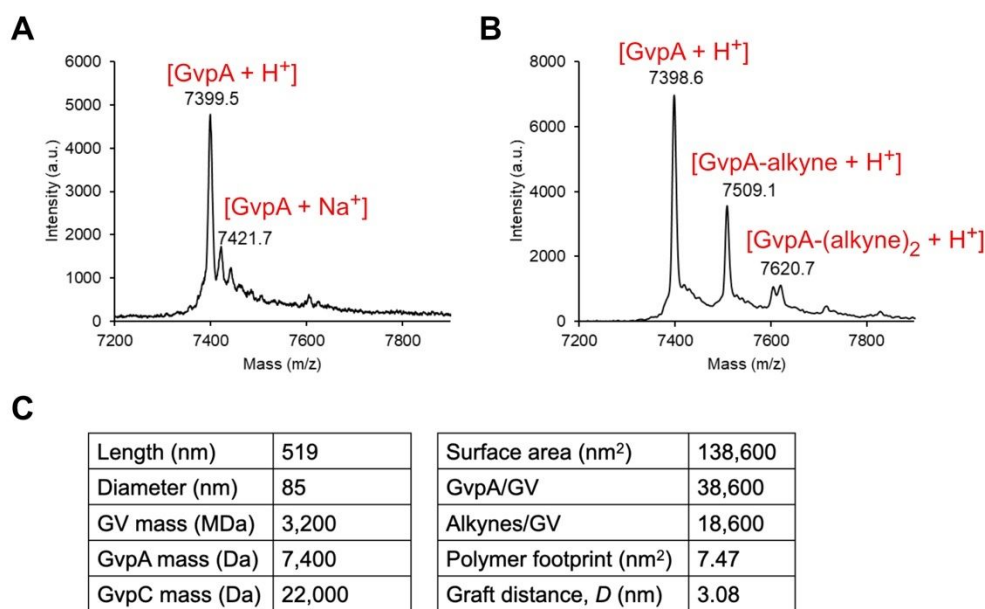 A
6000
5000
4000
3000
2000
1000
0
Intensity (a.u.)
[GvpA + H⁺]
7399.5
[GvpA + Na⁺]
7421.7
7200
7400
7600
7800
Mass (m/z)
B
8000
6000
4000
2000
0
Intensity (a.u.)
[GvpA + H⁺]
7398.6
[GvpA-alkyne + H⁺]
7509.1
[GvpA-(alkyne)₂ + H⁺]
7620.7
7200
7400
7600
7800
Mass (m/z)
C
Length (nm) 519
Diameter (nm) 85
GV mass (MDa) 3,200
GvpA mass (Da) 7,400
GvpC mass (Da) 22,000
Surface area (nm²) 138,600
GvpA/GV 38,600
Alkynes/GV 18,600
Polymer footprint (nm²) 7.47
Graft distance, D (nm) 3.08